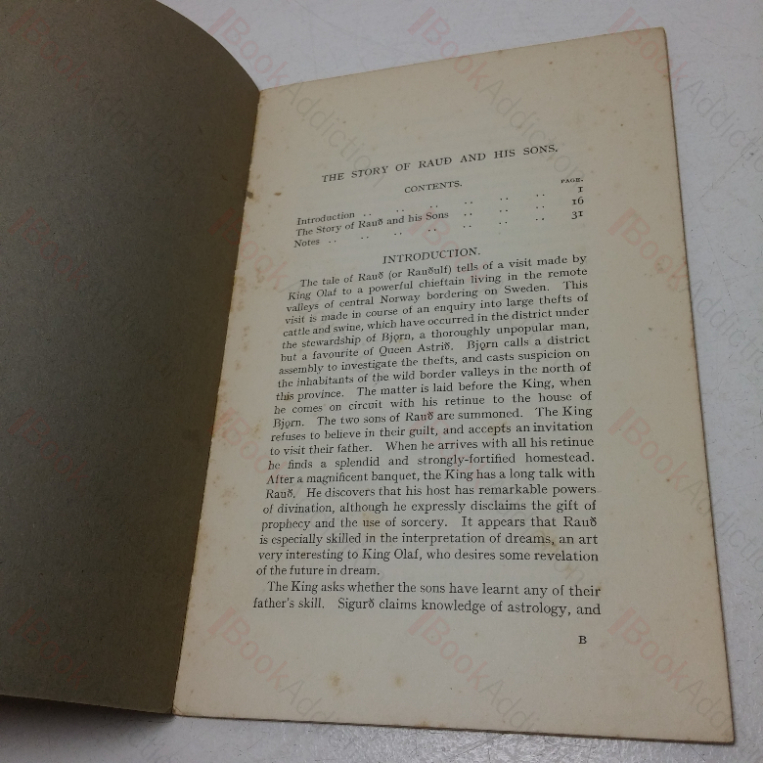 THE STORY OF RAUÐ AND HIS SONS.
CONTENTS.
PAGE.
Introduction .. .. .. .. .. .. 1
The Story of Rauð and his Sons .. .. .. 16
Notes .. .. .. .. .. .. .. 31
INTRODUCTION.
The tale of Rauð (or Rauðulf) tells of a visit made by
King Olaf to a powerful chieftain living in the remote
valleys of central Norway bordering on Sweden. This
visit is made in course of an enquiry into large thefts of
cattle and swine, which have occurred in the district under
the stewardship of Bjǫrn, a thoroughly unpopular man,
but a favourite of Queen Astrið. Bjǫrn calls a district
assembly to investigate the thefts, and casts suspicion on
the inhabitants of the wild border valleys in the north of
this province. The matter is laid before the King, when
he comes on circuit with his retinue to the house of
Bjǫrn. The two sons of Rauð are summoned. The King
refuses to believe in their guilt, and accepts an invitation
to visit their father. When he arrives with all his retinue
he finds a splendid and strongly-fortified homestead.
After a magnificent banquet, the King has a long talk with
Rauð. He discovers that his host has remarkable powers
of divination, although he expressly disclaims the gift of
prophecy and the use of sorcery. It appears that Rauð
is especially skilled in the interpretation of dreams, an art
very interesting to King Olaf, who desires some revelation
of the future in dream.
The King asks whether the sons have learnt any of their
father's skill. Sigurð claims knowledge of astrology, and
B
BookAddiction